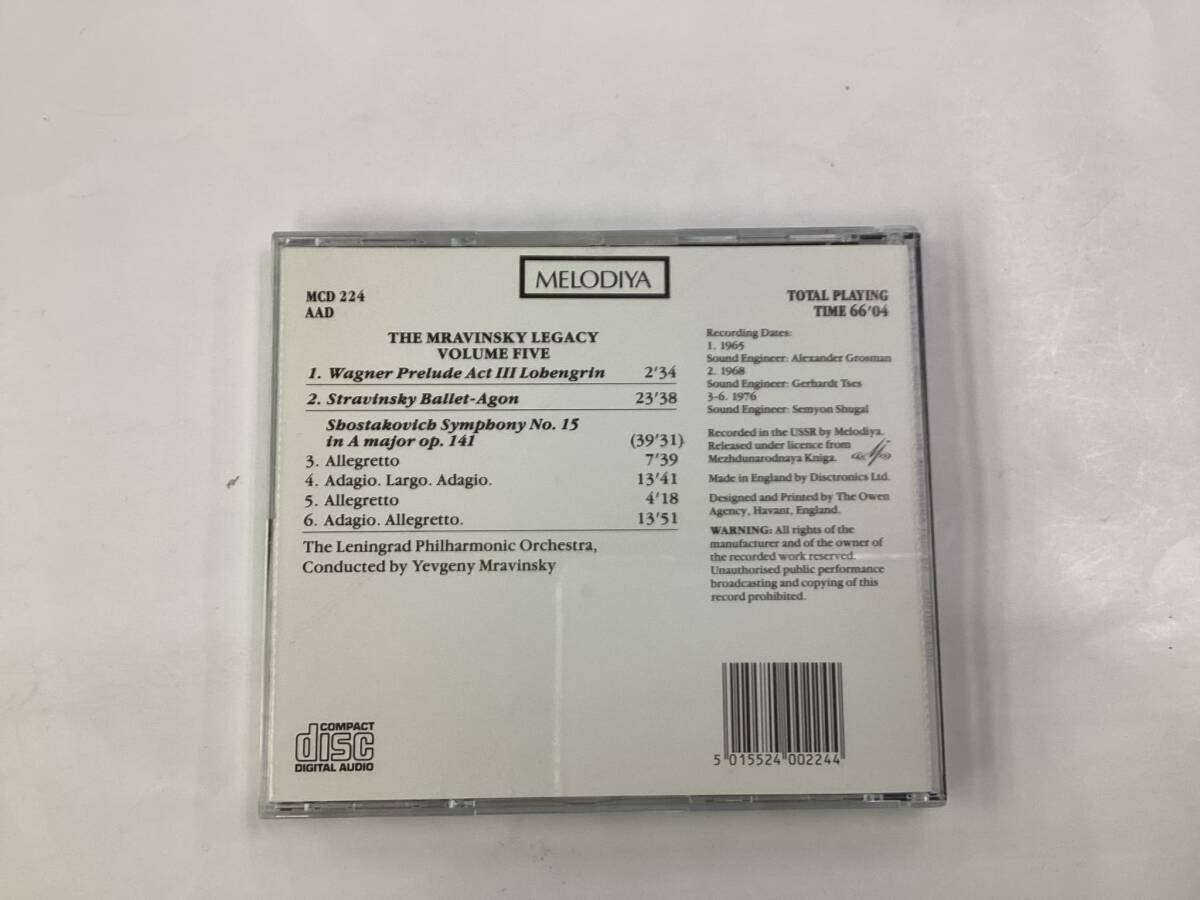 MELODIYA
MCD 224
AAD
TOTAL PLAYING
TIME 66'04
THE MRAVINSKY LEGACY
VOLUME FIVE
1. Wagner Prelude Act III Lohengrin 2'34
2. Stravinsky Ballet-Agon 23'38
Shostakovich Symphony No. 15
in A major op. 141 (39'31)
3. Allegretto 7'39
4. Adagio. Largo. Adagio. 13'41
5. Allegretto 4'18
6. Adagio. Allegretto. 13'51
The Leningrad Philharmonic Orchestra,
Conducted by Yevgeny Mravinsky
Recording Dates:
1. 1965
Sound Engineer: Alexander Grosman
2. 1968
Sound Engineer: Gerhardt Tses
3-6. 1976
Sound Engineer: Semyon Shugal
Recorded in the USSR by Melodiya.
Released under licence from
Mezhdunarodnaya Kniga.
Made in England by Disctronics Ltd.
Designed and Printed by The Owen
Agency, Havant, England.
WARNING: All rights of the
manufacturer and of the owner of
the recorded work reserved.
Unauthorised public performance
broadcasting and copying of this
record prohibited.
COMPACT
disc
DIGITAL AUDIO
5 015524 002244